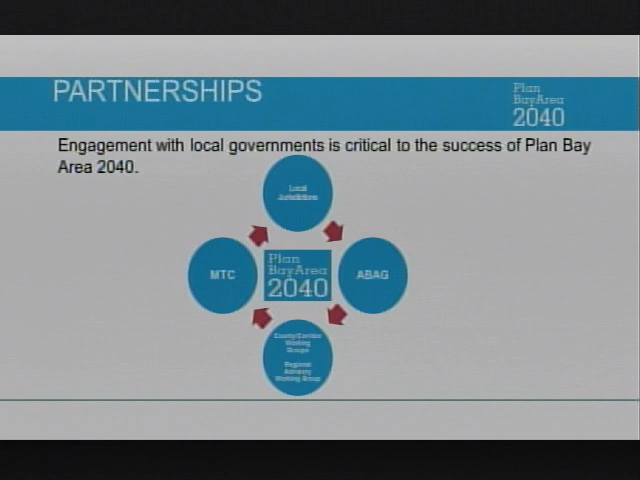 PARTNERSHIPS
Plan
BayArea
2040
Engagement with local governments is critical to the success of Plan Bay
Area 2040.
Local
Jurisdictions
MTC
Plan
BayArea
2040
ABAG
County/Corridor
Working
Groups
Regional
Advisory
Working Group